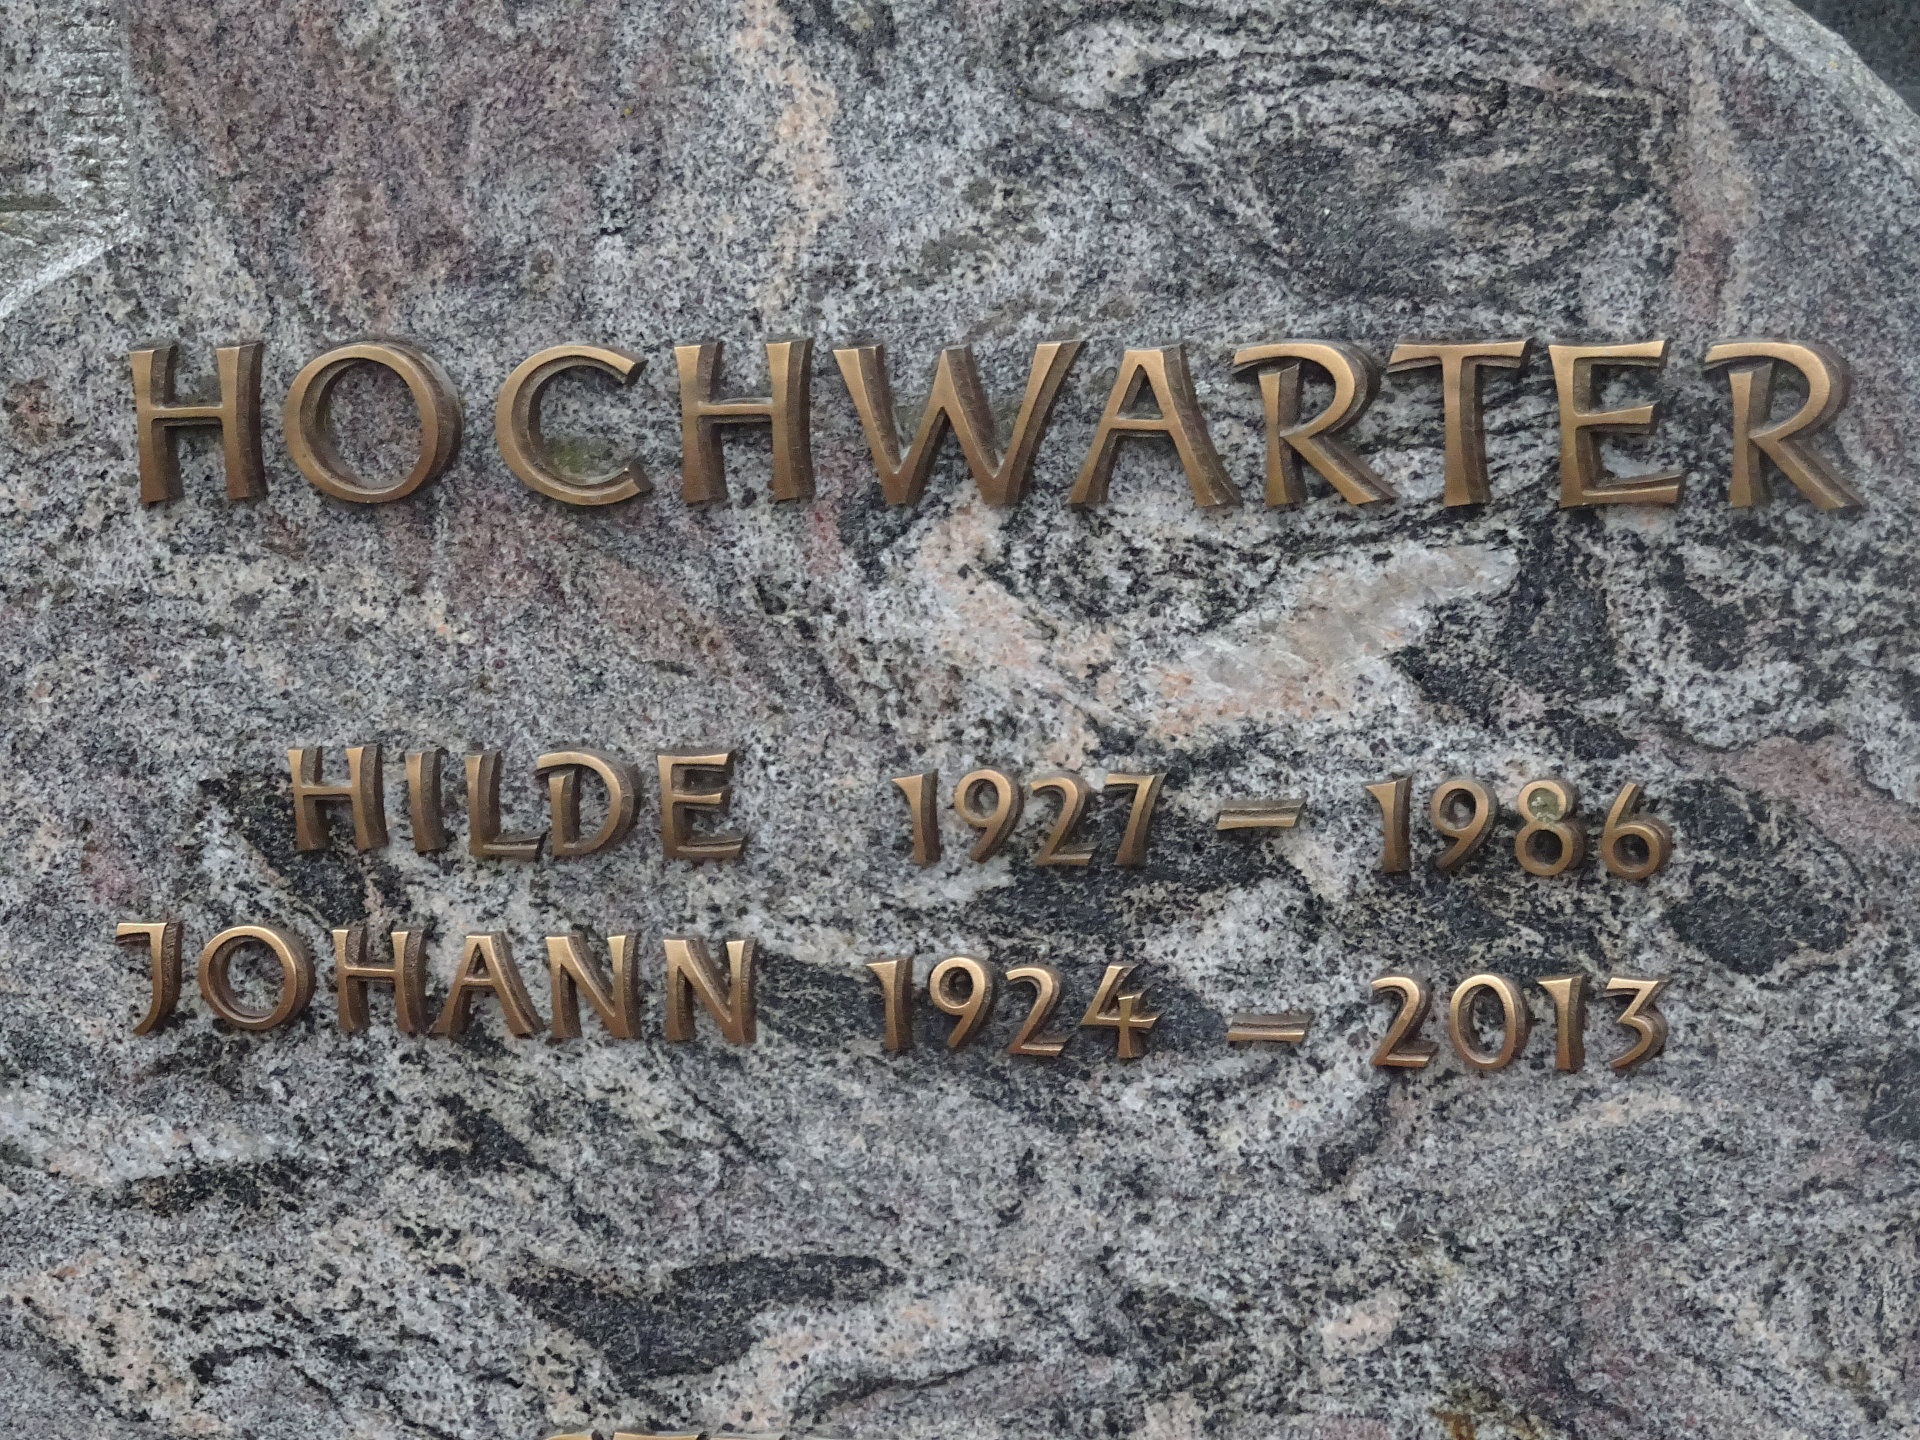 HOCHWARTER
HILDE 1927 – 1986
JOHANN 1924 – 2013